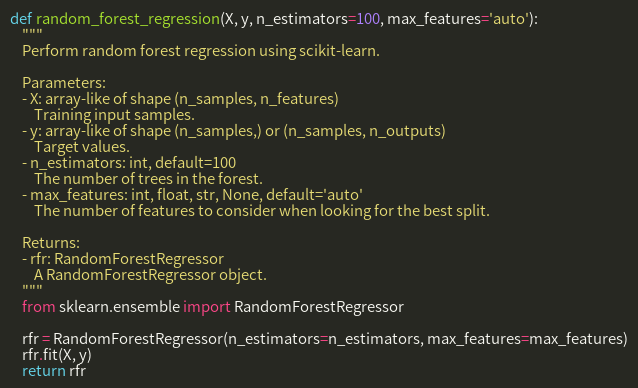 def random_forest_regression(X, y, n_estimators=100, max_features='auto'):
    """
    Perform random forest regression using scikit-learn.

    Parameters:
    - X: array-like of shape (n_samples, n_features)
        Training input samples.
    - y: array-like of shape (n_samples,) or (n_samples, n_outputs)
        Target values.
    - n_estimators: int, default=100
        The number of trees in the forest.
    - max_features: int, float, str, None, default='auto'
        The number of features to consider when looking for the best split.

    Returns:
    - rfr: RandomForestRegressor
        A RandomForestRegressor object.
    """
    from sklearn.ensemble import RandomForestRegressor

    rfr = RandomForestRegressor(n_estimators=n_estimators, max_features=max_features)
    rfr.fit(X, y)
    return rfr